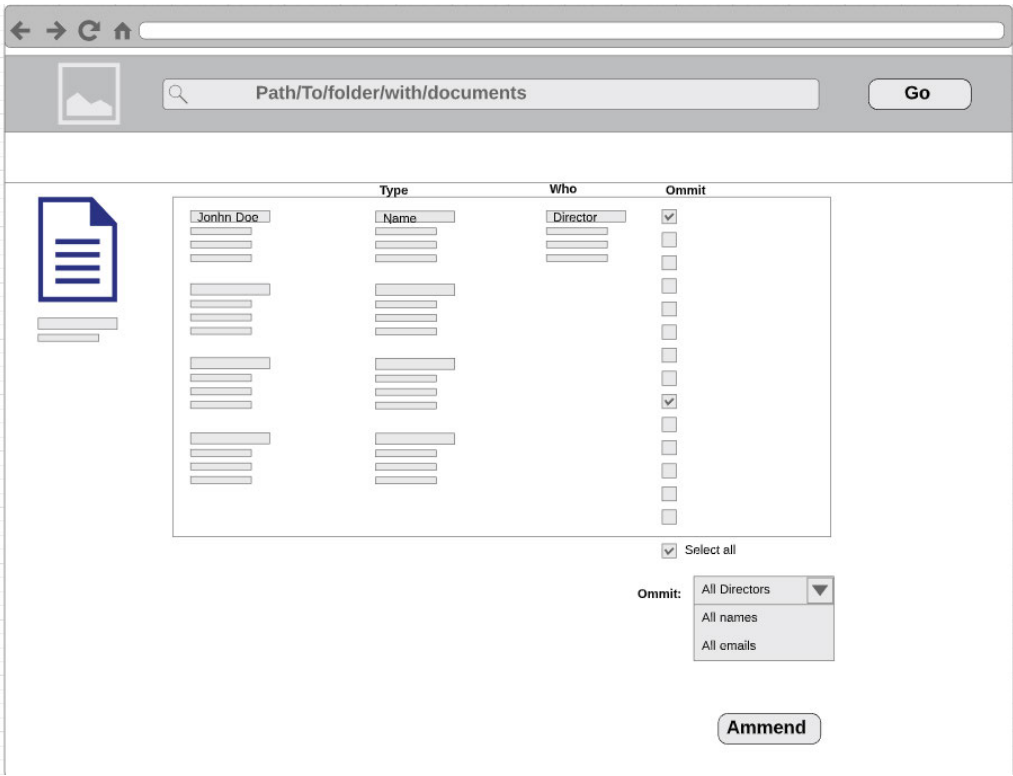 Path/To/folder/with/documents
Go
Type Who Ommit
Jonhn Doe Name Director
Select all
Ommit: All Directors
All names
All emails
Ammend